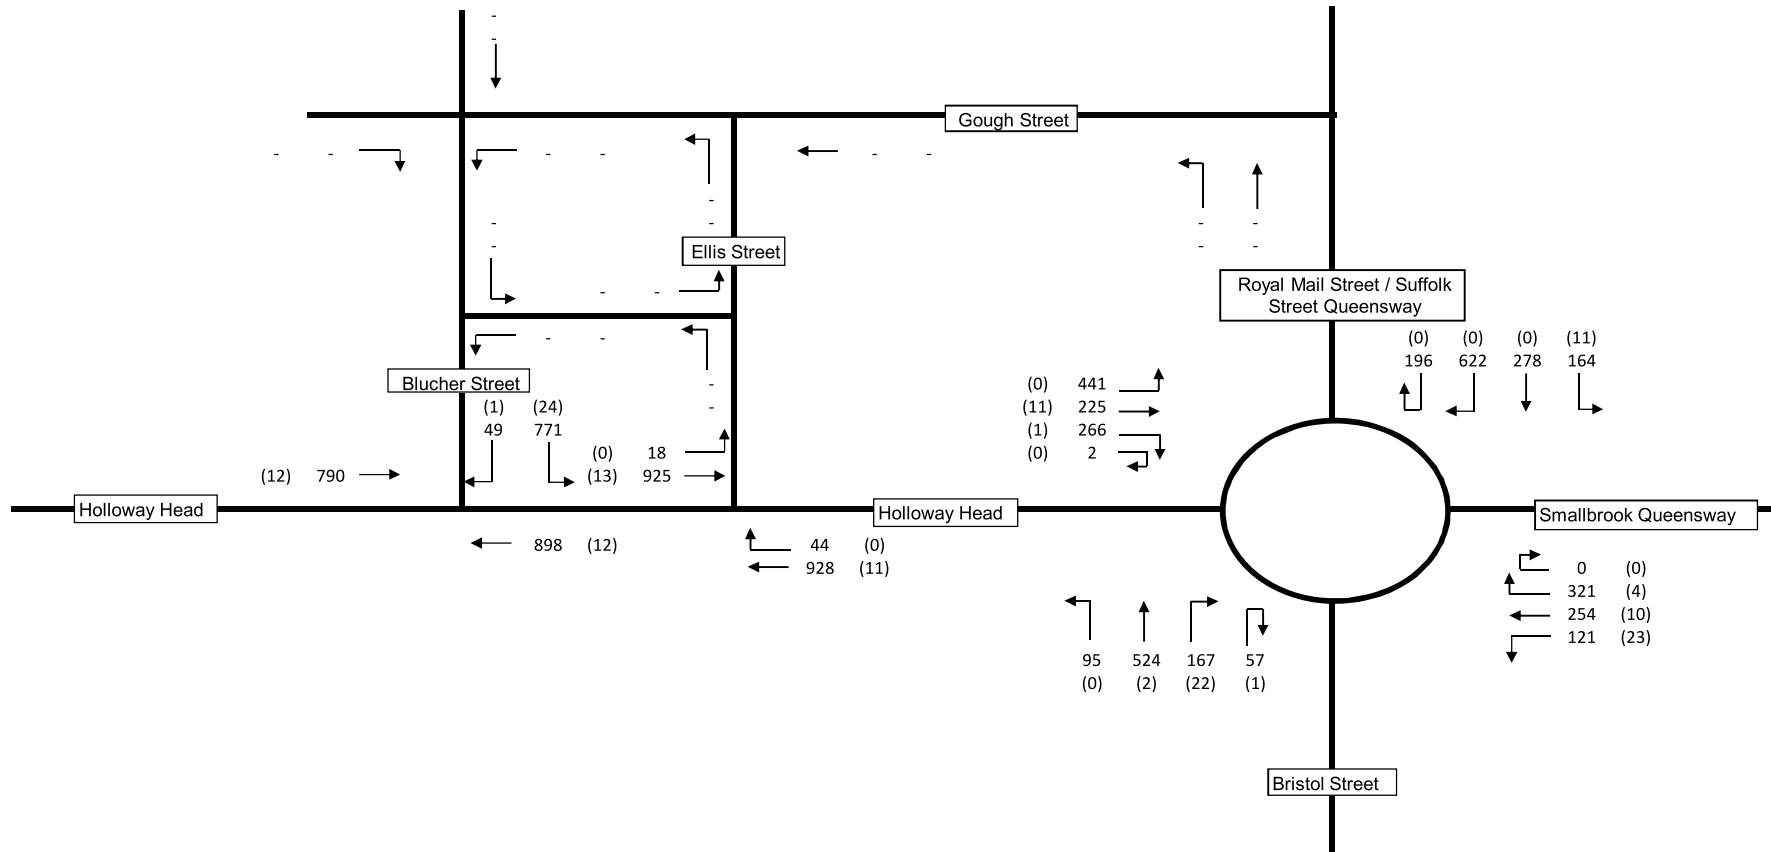 -
-
Gough Street
- -
- -
- -
-
-
-
-
- -
- -
Ellis Street
- -
Royal Mail Street / Suffolk
Street Queensway
- -
(0) (0) (0) (11)
196 622 278 164
Blucher Street
-
-
(0) 441
(11) 225
(1) 266
(0) 2
(1) (24)
49 771
(0) 18
(12) 790
(13) 925
Holloway Head
Holloway Head
Smallbrook Queensway
898 (12)
44 (0)
928 (11)
0 (0)
321 (4)
254 (10)
121 (23)
95 524 167 57
(0) (2) (22) (1)
Bristol Street